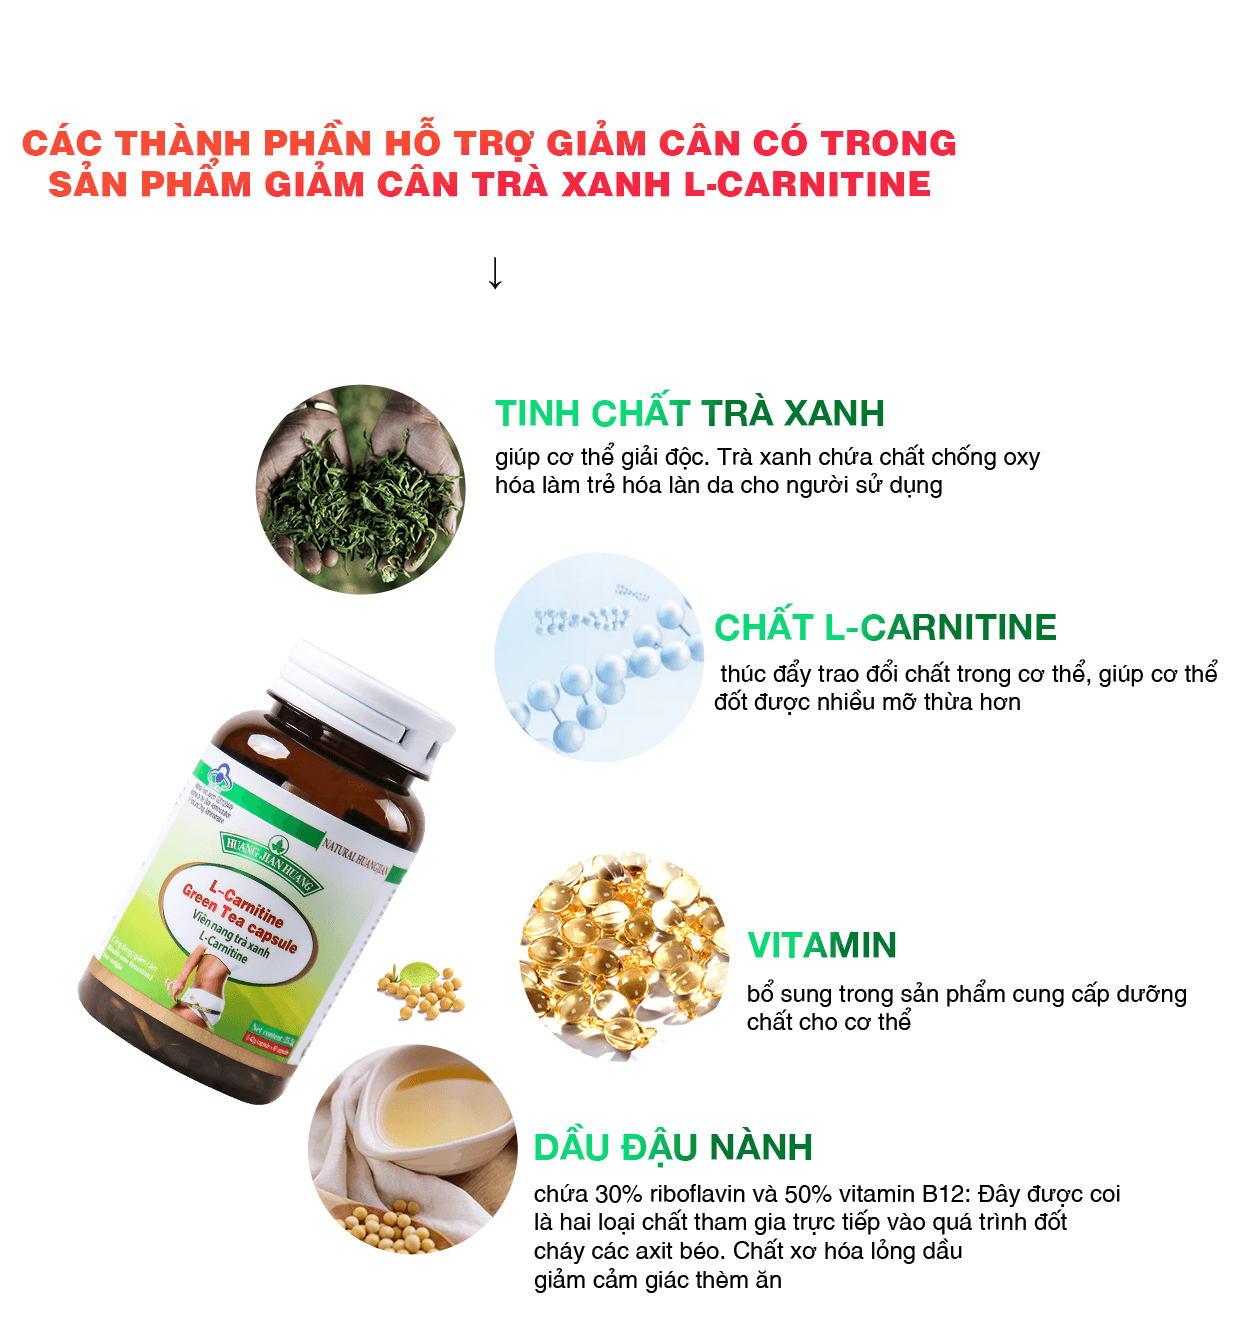 CÁC THÀNH PHẦN HỖ TRỢ GIẢM CÂN CÓ TRONG
SẢN PHẨM GIẢM CÂN TRÀ XANH L-CARNITINE
↓
TINH CHẤT TRÀ XANH
giúp cơ thể giải độc. Trà xanh chứa chất chống oxy
hóa làm trẻ hóa làn da cho người sử dụng
CHẤT L-CARNITINE
thúc đẩy trao đổi chất trong cơ thể, giúp cơ thể
đốt được nhiều mỡ thừa hơn
NATURAL HUANGJIAN
HUANG JIAN HUANG
L-Carnitine
Green Tea capsule
Viên nang trà xanh
L-Carnitine
VITAMIN
bổ sung trong sản phẩm cung cấp dưỡng
chất cho cơ thể
DẦU ĐẬU NÀNH
chứa 30% riboflavin và 50% vitamin B12: Đây được coi
là hai loại chất tham gia trực tiếp vào quá trình đốt
cháy các axit béo. Chất xơ hóa lỏng dầu
giảm cảm giác thèm ăn